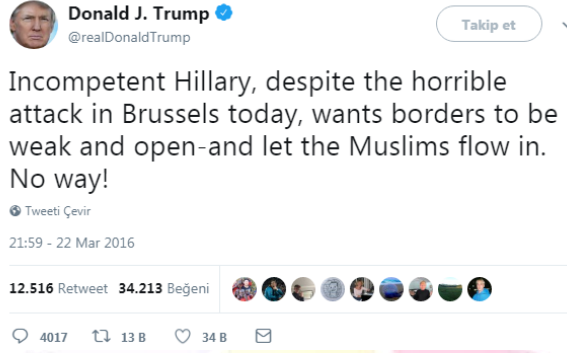 Donald J. Trump
@realDonaldTrump
Takip et
Incompetent Hillary, despite the horrible
attack in Brussels today, wants borders to be
weak and open-and let the Muslims flow in.
No way!
Tweeti Çevir
21:59 - 22 Mar 2016
12.516 Retweet 34.213 Beğeni
4017 13 B 34 B